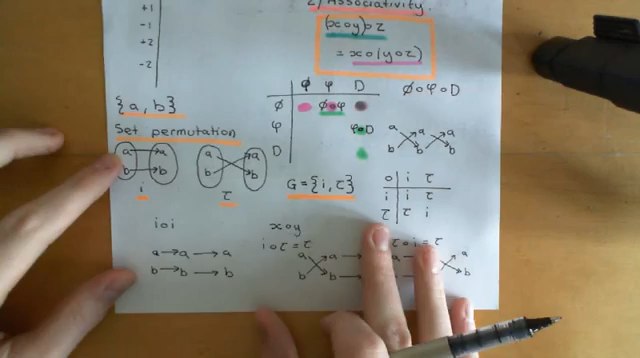 +1
-1
+2
-2
2) Associativity
(x∘y)∘z
= x∘(y∘z)
{a, b}
Set permutation
a → a
b → b
i
a a
b b
τ
φ φ D
φ φ∘φ
φ φ∘D
D
φ∘φ∘D
a a a
b b b
G = {i, τ}
∘ i τ
i i τ
τ τ i
i∘i
a → a → a
b → b → b
x∘y
i∘τ = τ
a a
b b
τ∘i = τ
a a
b b